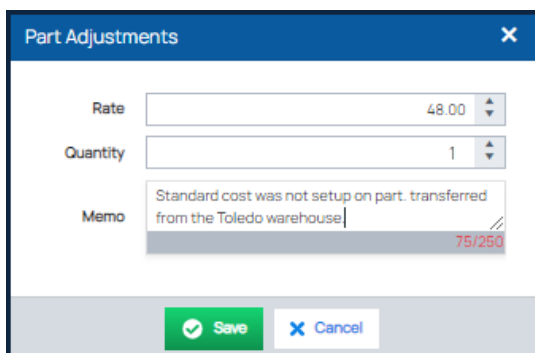 Part Adjustments
Rate
48.00
Quantity
1
Memo
Standard cost was not setup on part. transferred
from the Toledo warehouse.
75/250
Save
Cancel